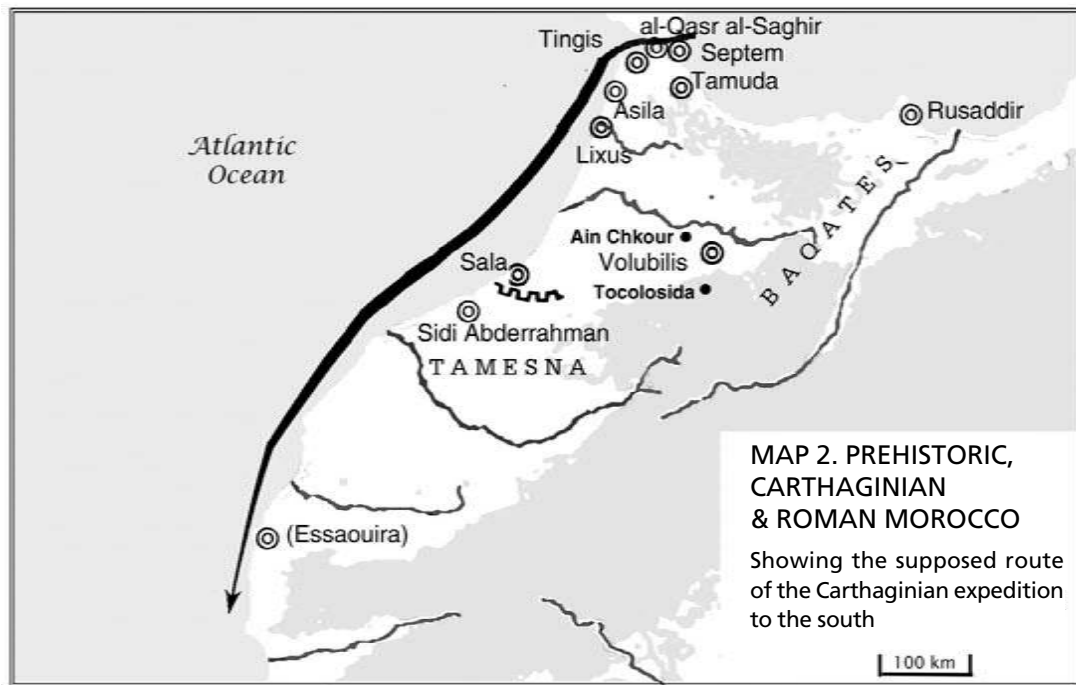 al-Qasr al-Saghir
Tingis
Septem
Tamuda
Asila
Rusaddir
Atlantic
Ocean
Lixus
BAQATES
Ain Chkour
Volubilis
Sala
Tocolosida
Sidi Abderrahman
TAMESNA
MAP 2. PREHISTORIC,
CARTHAGINIAN
& ROMAN MOROCCO
(Essaouira)
Showing the supposed route
of the Carthaginian expedition
to the south
100 km